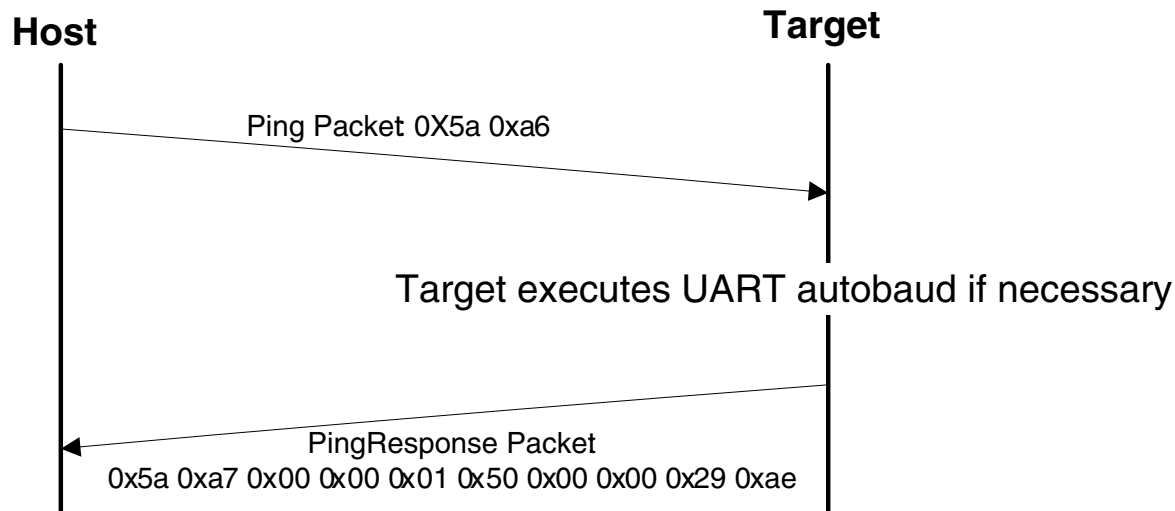 Host
Target
Ping Packet 0X5a 0xa6
Target executes UART autobaud if necessary
PingResponse Packet
0x5a 0xa7 0x00 0x00 0x01 0x50 0x00 0x00 0x29 0xae